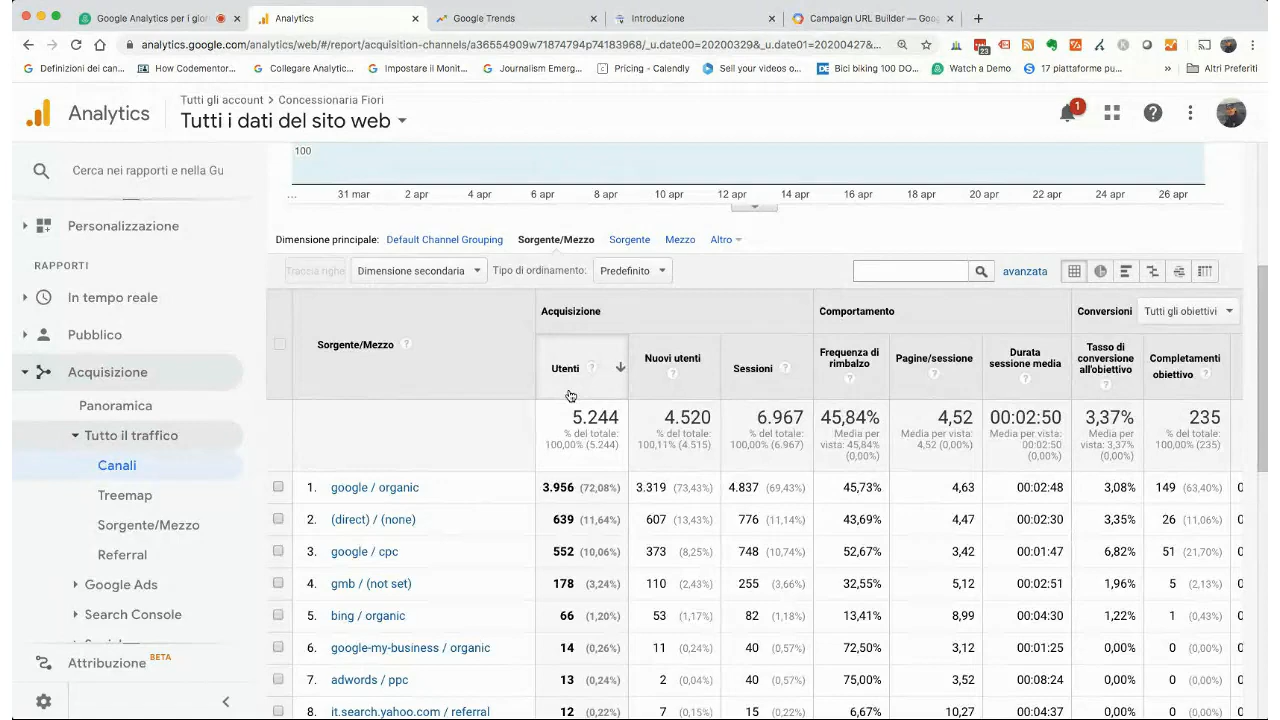 Google Analytics per i gior
Analytics
Google Trends
Introduzione
Campaign URL Builder — Goo
analytics.google.com/analytics/web/#/report/acquisition-channels/a36554909w71874794p74183968/_u.date00=20200329&_u.date01=20200427&...
23
Definizioni dei can...
How Codementor...
Collegare Analytic...
Impostare il Monit...
Journalism Emerg...
Pricing - Calendly
Sell your videos o...
Bici biking 100 DO...
Watch a Demo
17 piattaforme pu...
»
Altri Preferiti
Analytics
Tutti gli account > Concessionaria Fiori
Tutti i dati del sito web
1
Cerca nei rapporti e nella Gu
Personalizzazione
RAPPORTI
In tempo reale
Pubblico
Acquisizione
Panoramica
Tutto il traffico
Canali
Treemap
Sorgente/Mezzo
Referral
Google Ads
Search Console
Attribuzione BETA
100
... 31 mar 2 apr 4 apr 6 apr 8 apr 10 apr 12 apr 14 apr 16 apr 18 apr 20 apr 22 apr 24 apr 26 apr
Dimensione principale: Default Channel Grouping Sorgente/Mezzo Sorgente Mezzo Altro
Traccia righe Dimensione secondaria Tipo di ordinamento: Predefinito avanzata
Acquisizione Comportamento Conversioni Tutti gli obiettivi
Sorgente/Mezzo ? Utenti ? Nuovi utenti ? Sessioni ? Frequenza di rimbalzo ? Pagine/sessione ? Durata sessione media ? Tasso di conversione all'obiettivo ? Completamenti obiettivo ?
5.244 4.520 6.967 45,84% 4,52 00:02:50 3,37% 235
% del totale: 100,00% (5.244) % del totale: 100,11% (4.515) % del totale: 100,00% (6.967) Media per vista: 45,84% (0,00%) Media per vista: 4,52 (0,00%) Media per vista: 00:02:50 (0,00%) Media per vista: 3,37% (0,00%) % del totale: 100,00% (235)
1. google / organic 3.956 (72,08%) 3.319 (73,43%) 4.837 (69,43%) 45,73% 4,63 00:02:48 3,08% 149 (63,40%) 0
2. (direct) / (none) 639 (11,64%) 607 (13,43%) 776 (11,14%) 43,69% 4,47 00:02:30 3,35% 26 (11,06%) 0
3. google / cpc 552 (10,06%) 373 (8,25%) 748 (10,74%) 52,67% 3,42 00:01:47 6,82% 51 (21,70%) 0
4. gmb / (not set) 178 (3,24%) 110 (2,43%) 255 (3,66%) 32,55% 5,12 00:02:51 1,96% 5 (2,13%) 0
5. bing / organic 66 (1,20%) 53 (1,17%) 82 (1,18%) 13,41% 8,99 00:04:30 1,22% 1 (0,43%) 0
6. google-my-business / organic 14 (0,26%) 11 (0,24%) 40 (0,57%) 72,50% 3,12 00:01:25 0,00% 0 (0,00%) 0
7. adwords / ppc 13 (0,24%) 2 (0,04%) 40 (0,57%) 75,00% 3,52 00:08:24 0,00% 0 (0,00%) 0
8. it.search.yahoo.com / referral 12 (0,22%) 7 (0,15%) 15 (0,22%) 6,67% 10,27 00:04:37 0,00% 0 (0,00%) 0